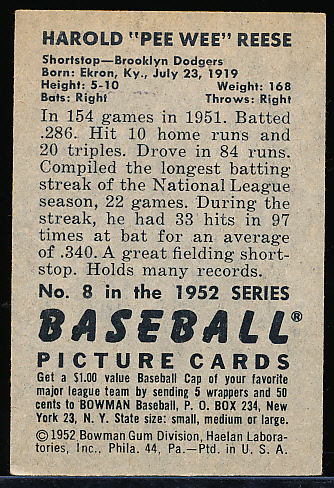 HAROLD "PEE WEE" REESE
Shortstop—Brooklyn Dodgers
Born: Ekron, Ky., July 23, 1919
Height: 5-10 Weight: 168
Bats: Right Throws: Right
In 154 games in 1951. Batted
.286. Hit 10 home runs and
20 triples. Drove in 84 runs.
Compiled the longest batting
streak of the National League
season, 22 games. During the
streak, he had 33 hits in 97
times at bat for an average
of .340. A great fielding short-
stop. Holds many records.
No. 8 in the 1952 SERIES
BASEBALL®
PICTURE CARDS
Get a $1.00 value Baseball Cap of your favorite
major league team by sending 5 wrappers and 50
cents to BOWMAN Baseball, P. O. BOX 234, New
York 23, N. Y. State size: small, medium or large.
©1952 Bowman Gum Division, Haelan Labora-
tories, Inc., Phila. 44, Pa.—Ptd. in U. S. A.